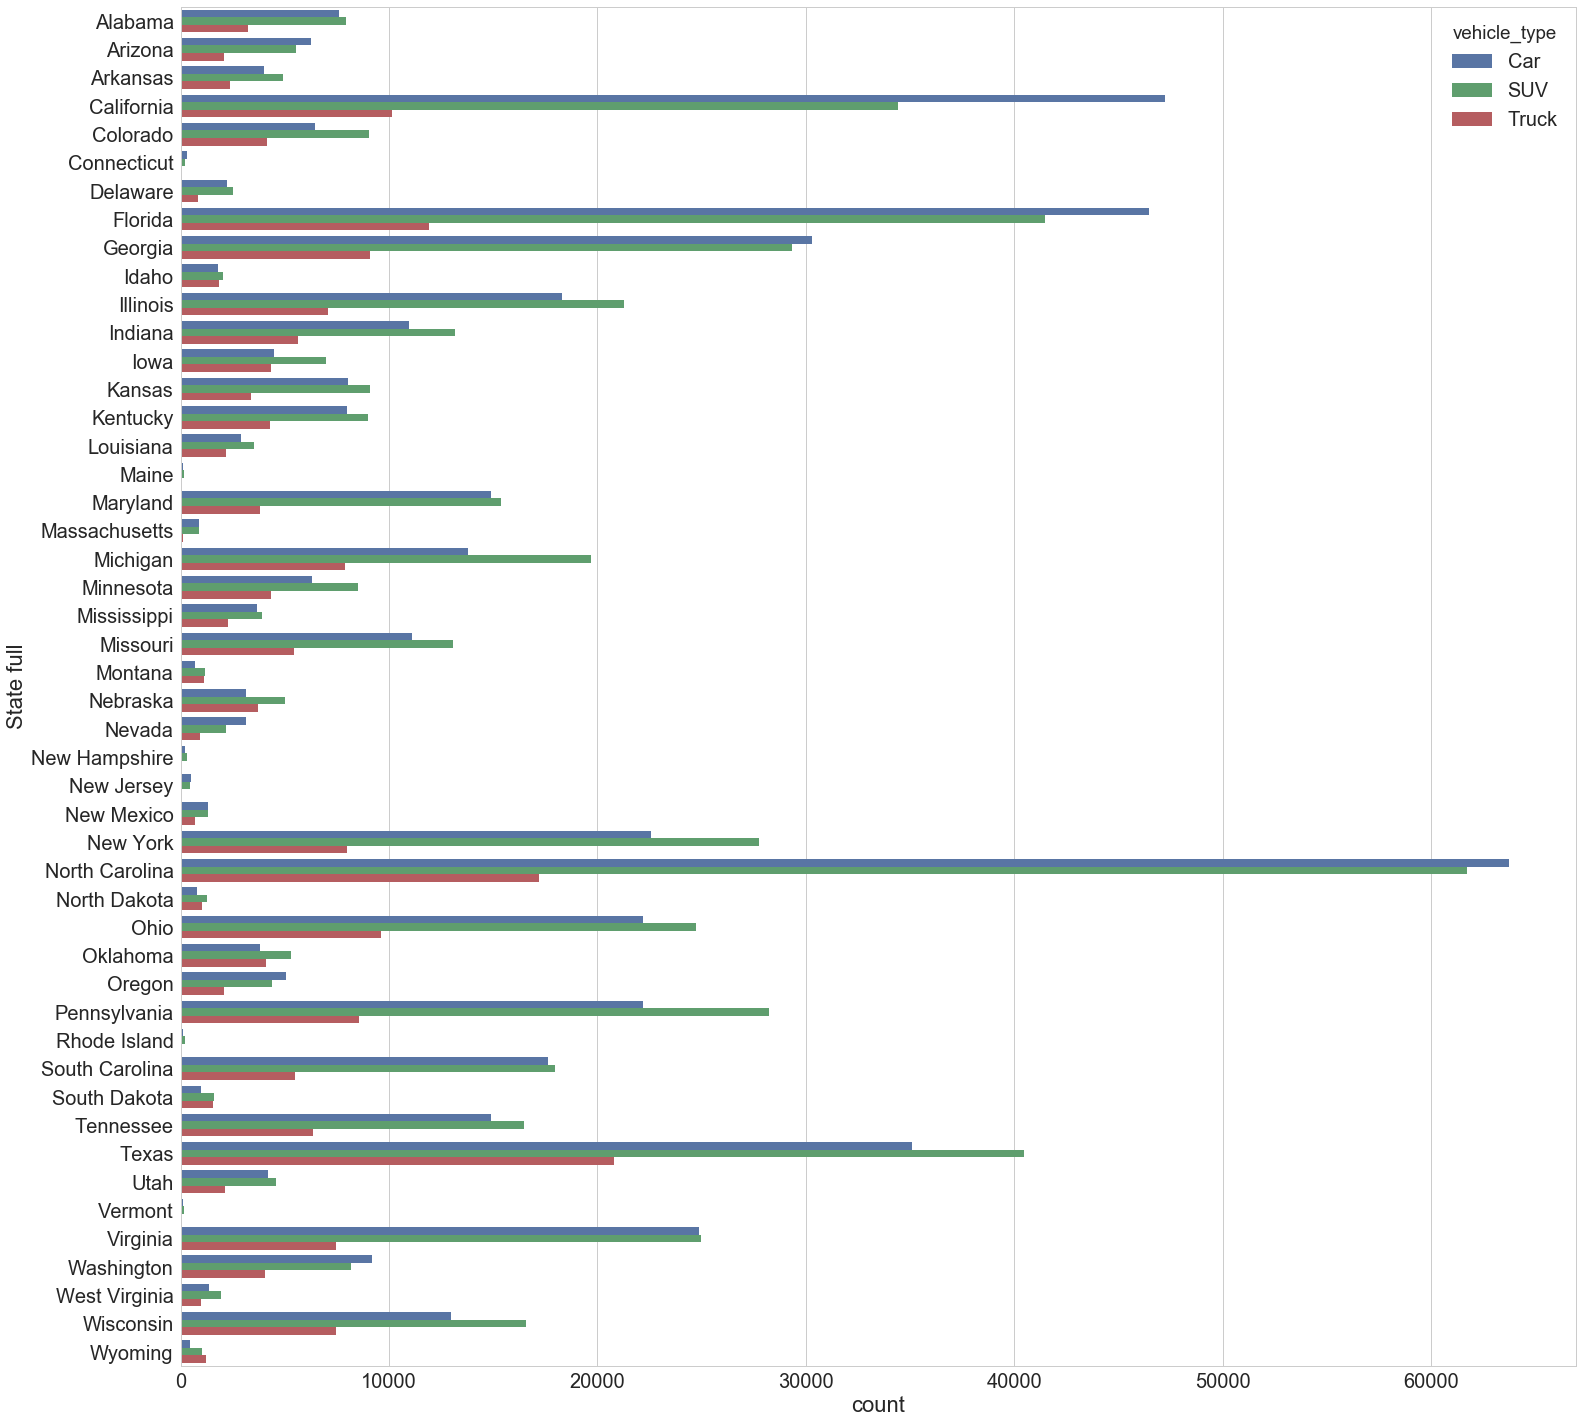 vehicle_type
Car
SUV
Truck
State full
Alabama
Arizona
Arkansas
California
Colorado
Connecticut
Delaware
Florida
Georgia
Idaho
Illinois
Indiana
Iowa
Kansas
Kentucky
Louisiana
Maine
Maryland
Massachusetts
Michigan
Minnesota
Mississippi
Missouri
Montana
Nebraska
Nevada
New Hampshire
New Jersey
New Mexico
New York
North Carolina
North Dakota
Ohio
Oklahoma
Oregon
Pennsylvania
Rhode Island
South Carolina
South Dakota
Tennessee
Texas
Utah
Vermont
Virginia
Washington
West Virginia
Wisconsin
Wyoming
0 10000 20000 30000 40000 50000 60000
count